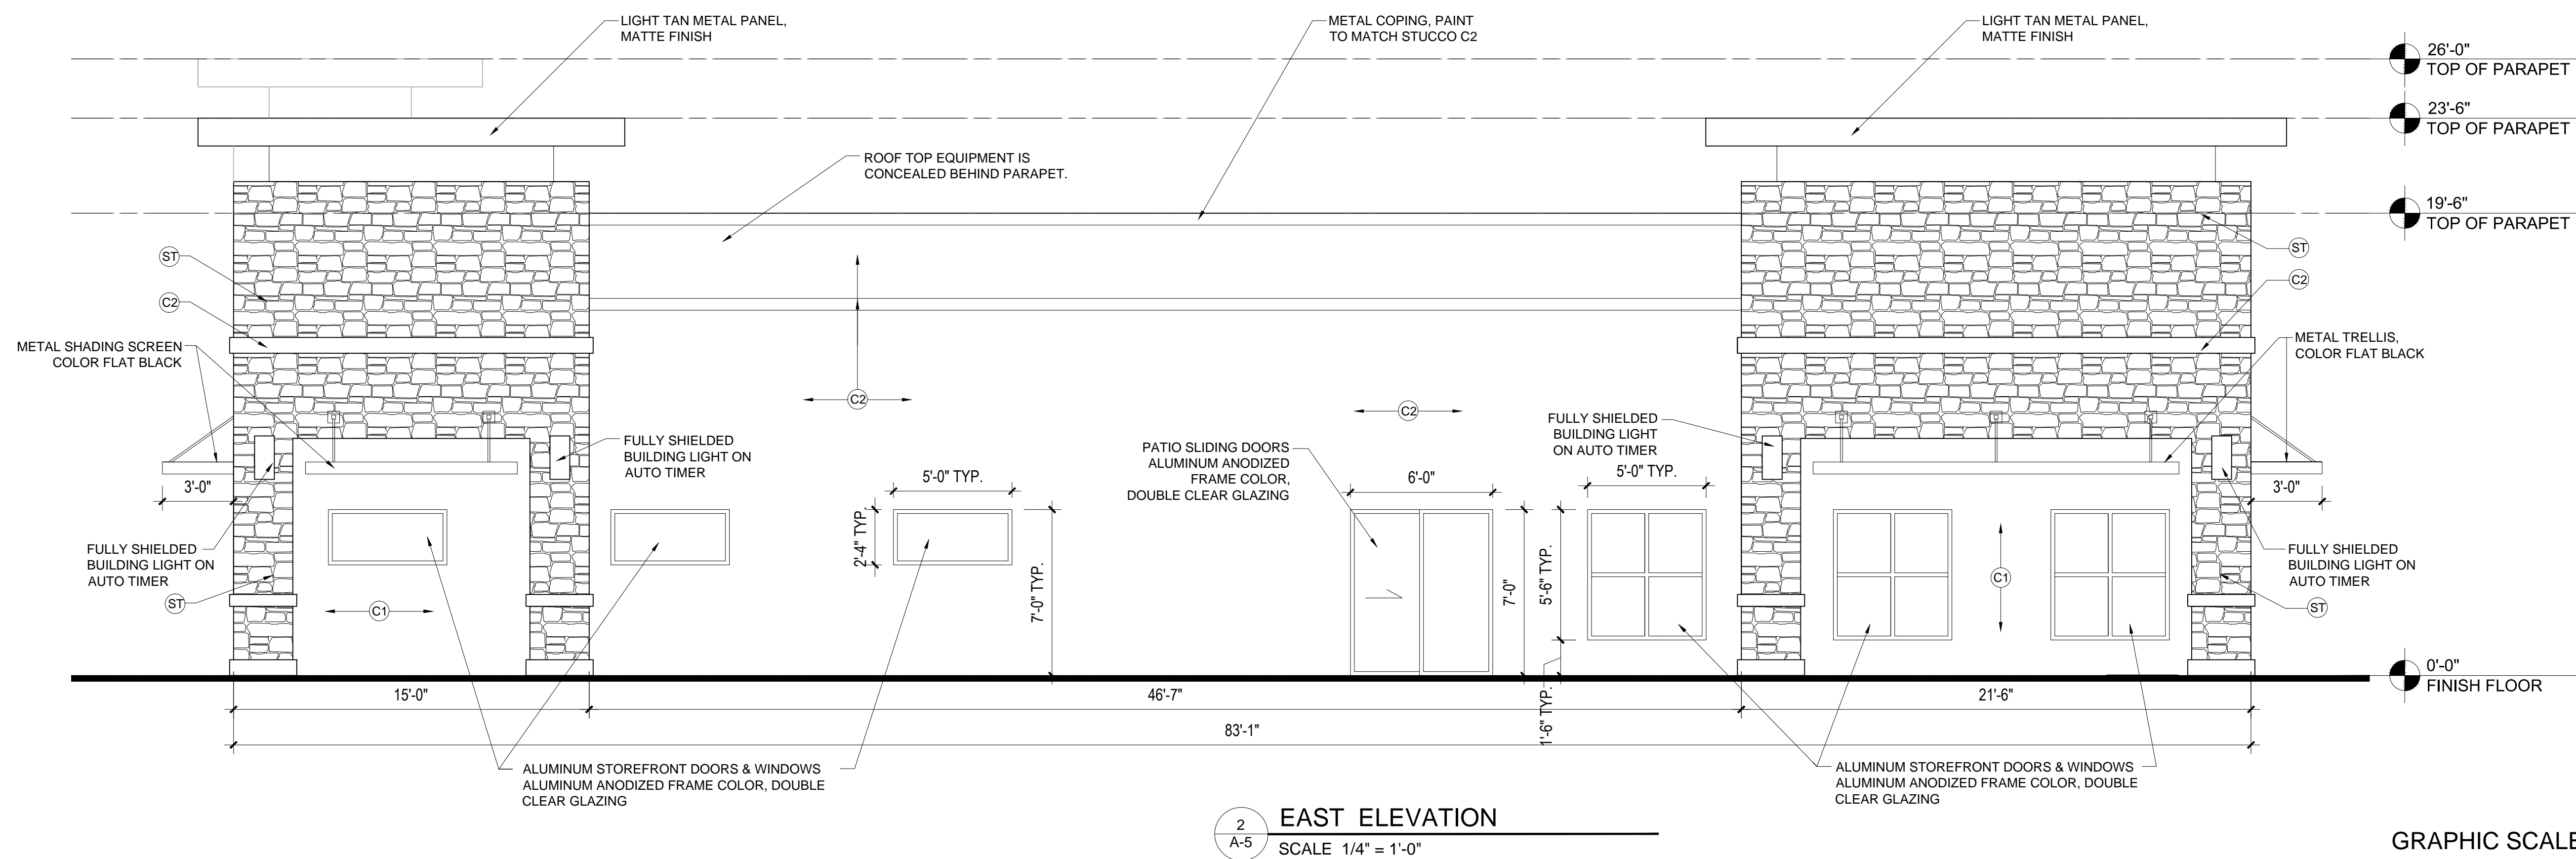 LIGHT TAN METAL PANEL,
MATTE FINISH
METAL COPING, PAINT
TO MATCH STUCCO C2
LIGHT TAN METAL PANEL,
MATTE FINISH
26'-0"
TOP OF PARAPET
23'-6"
TOP OF PARAPET
ROOF TOP EQUIPMENT IS
CONCEALED BEHIND PARAPET.
19'-6"
TOP OF PARAPET
ST
ST
C2
C2
METAL SHADING SCREEN
COLOR FLAT BLACK
METAL TRELLIS,
COLOR FLAT BLACK
C2
C2
FULLY SHIELDED
BUILDING LIGHT ON
AUTO TIMER
PATIO SLIDING DOORS
ALUMINUM ANODIZED
FRAME COLOR,
DOUBLE CLEAR GLAZING
FULLY SHIELDED
BUILDING LIGHT
ON AUTO TIMER
3'-0"
5'-0" TYP.
6'-0"
5'-0" TYP.
3'-0"
2'-4" TYP.
7'-0" TYP.
7'-0"
5'-6" TYP.
1'-6" TYP.
FULLY SHIELDED
BUILDING LIGHT ON
AUTO TIMER
FULLY SHIELDED
BUILDING LIGHT ON
AUTO TIMER
ST
C1
C1
ST
0'-0"
FINISH FLOOR
15'-0"
46'-7"
21'-6"
83'-1"
ALUMINUM STOREFRONT DOORS & WINDOWS
ALUMINUM ANODIZED FRAME COLOR, DOUBLE
CLEAR GLAZING
ALUMINUM STOREFRONT DOORS & WINDOWS
ALUMINUM ANODIZED FRAME COLOR, DOUBLE
CLEAR GLAZING
2
A-5
EAST ELEVATION
SCALE 1/4" = 1'-0"
GRAPHIC SCALE